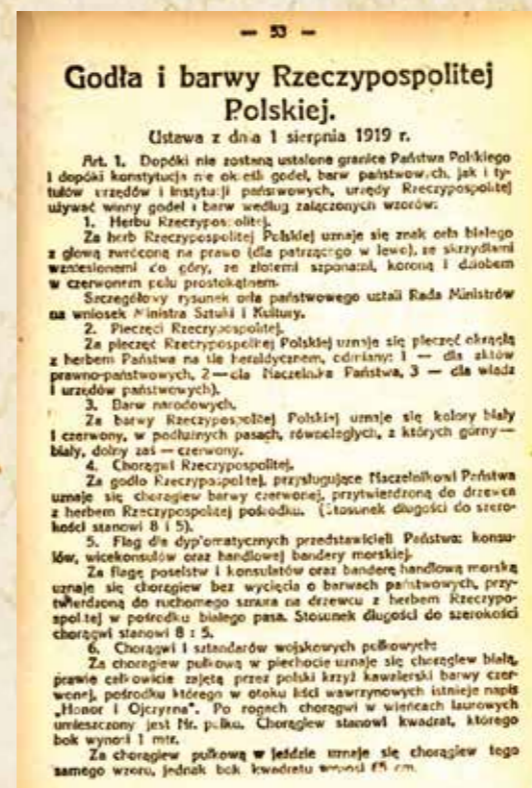 — 53 —
Godła i barwy Rzeczypospolitej
Polskiej.
Ustawa z dnia 1 sierpnia 1919 r.
Art. 1. Dopóki nie zostaną ustalone granice Państwa Polskiego
i dopóki konstytucja nie określi godeł, barw państwowych, jak i ty-
tułów urzędów i instytucji państwowych, urzędy Rzeczypospolitej
używać winny godeł i barw według załączonych wzorów:
1. Herbu Rzeczypospolitej.
Za herb Rzeczypospolitej Polskiej uznaje się znak orła białego
z głową zwróconą na prawo (dla patrzącego w lewo), ze skrzydłami
wzniesionemi do góry, ze złotemi szponami, koroną i dziobem
w czerwonem polu prostokątnem.
Szczegółowy rysunek orła państwowego ustali Rada Ministrów
na wniosek Ministra Sztuki i Kultury.
2. Pieczęci Rzeczypospolitej.
Za pieczęć Rzeczypospolitej Polskiej uznaje się pieczęć okrągłą
z herbem Państwa na tle heraldycznem, odmiany: 1 — dla aktów
prawno-państwowych, 2 — dla Naczelnika Państwa, 3 — dla władz
i urzędów państwowych).
3. Barw narodowych.
Za barwy Rzeczypospolitej Polskiej uznaje się kolory biały
i czerwony, w podłużnych pasach, równoległych, z których górny —
biały, dolny zaś — czerwony.
4. Chorągwi Rzeczypospolitej.
Za godło Rzeczypospolitej, przysługujące Naczelnikowi Państwa
uznaje się chorągiew barwy czerwonej, przytwierdzoną do drzewca
z herbem Rzeczypospolitej pośrodku. (Stosunek długości do szero-
kości stanowi 8 i 5).
5. Flag dla dyplomatycznych przedstawicieli Państwa: konsu-
lów, wicekonsulów oraz handlowej bandery morskiej.
Za flagę poselstw i konsulatów oraz banderę handlową morską
uznaje się chorągiew bez wycięcia o barwach państwowych, przy-
twierdzoną do ruchomego sznura na drzewcu z herbem Rzeczypo-
spolitej w pośrodku białego pasa. Stosunek długości do szerokości
chorągwi stanowi 8 : 5.
6. Chorągwi i sztandarów wojskowych pułkowych:
Za chorągiew pułkową w piechocie uznaje się chorągiew białą,
prawie całkowicie zajętą przez polski krzyż kawalerski barwy czer-
wonej, pośrodku którego w otoku liści wawrzynowych istnieje napis
„Honor i Ojczyzna". Po rogach chorągwi w wieńcach laurowych
umieszczony jest Nr. pułku. Chorągiew stanowi kwadrat, którego
bok wynosi 1 mtr.
Za chorągiew pułkową w jeździe uznaje się chorągiew tego
samego wzoru, jednak bok kwadratu wynosi 65 cm.